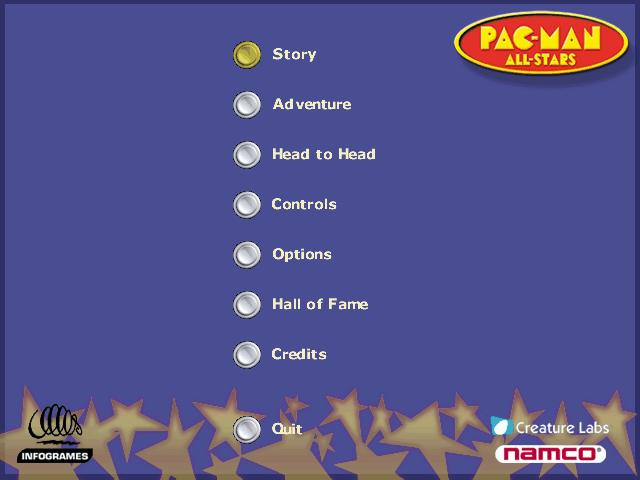 PAC-MAN
ALL-STARS
Story
Adventure
Head to Head
Controls
Options
Hall of Fame
Credits
Quit
INFOGRAMES
Creature Labs
namco®